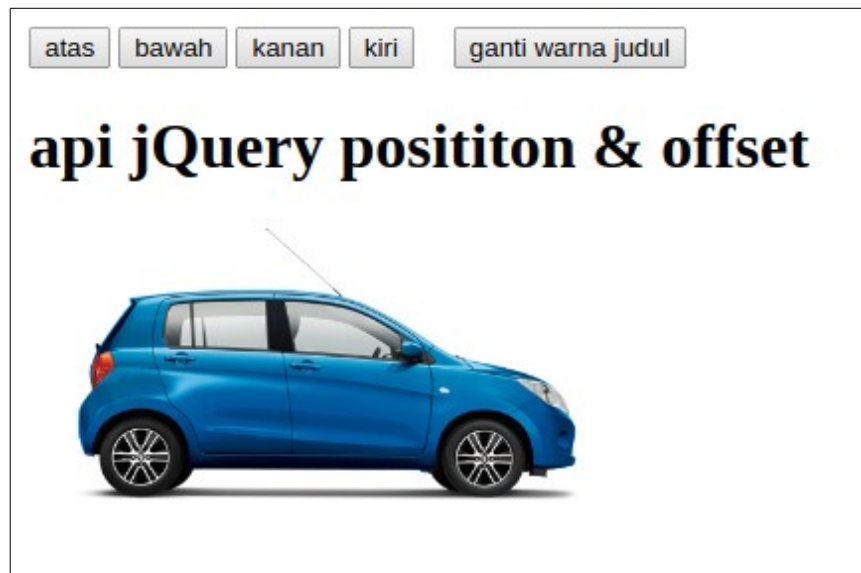 atas bawah kanan kiri ganti warna judul
api jQuery posititon & offset